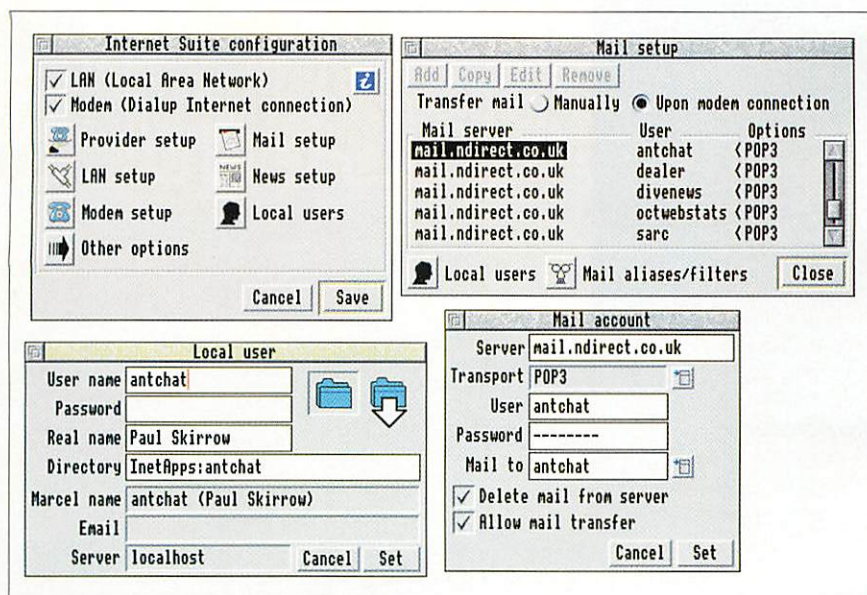 Internet Suite configuration
LAN (Local Area Network)
Modem (Dialup Internet connection)
Provider setup
Mail setup
LAN setup
NEWS
News setup
Modem setup
Local users
Other options
Cancel
Save
Mail setup
Add Copy Edit Remove
Transfer mail Manually Upon modem connection
Mail server User Options
mail.ndirect.co.uk antchat <POP3
mail.ndirect.co.uk dealer <POP3
mail.ndirect.co.uk divenews <POP3
mail.ndirect.co.uk octwebstats <POP3
mail.ndirect.co.uk sarc <POP3
Local users Mail aliases/filters Close
Local user
User name antchat
Password
Real name Paul Skirrow
Directory InetApps:antchat
Marcel name antchat (Paul Skirrow)
Email
Server localhost Cancel Set
Mail account
Server mail.ndirect.co.uk
Transport POP3
User antchat
Password --------
Mail to antchat
Delete mail from server
Allow mail transfer
Cancel Set